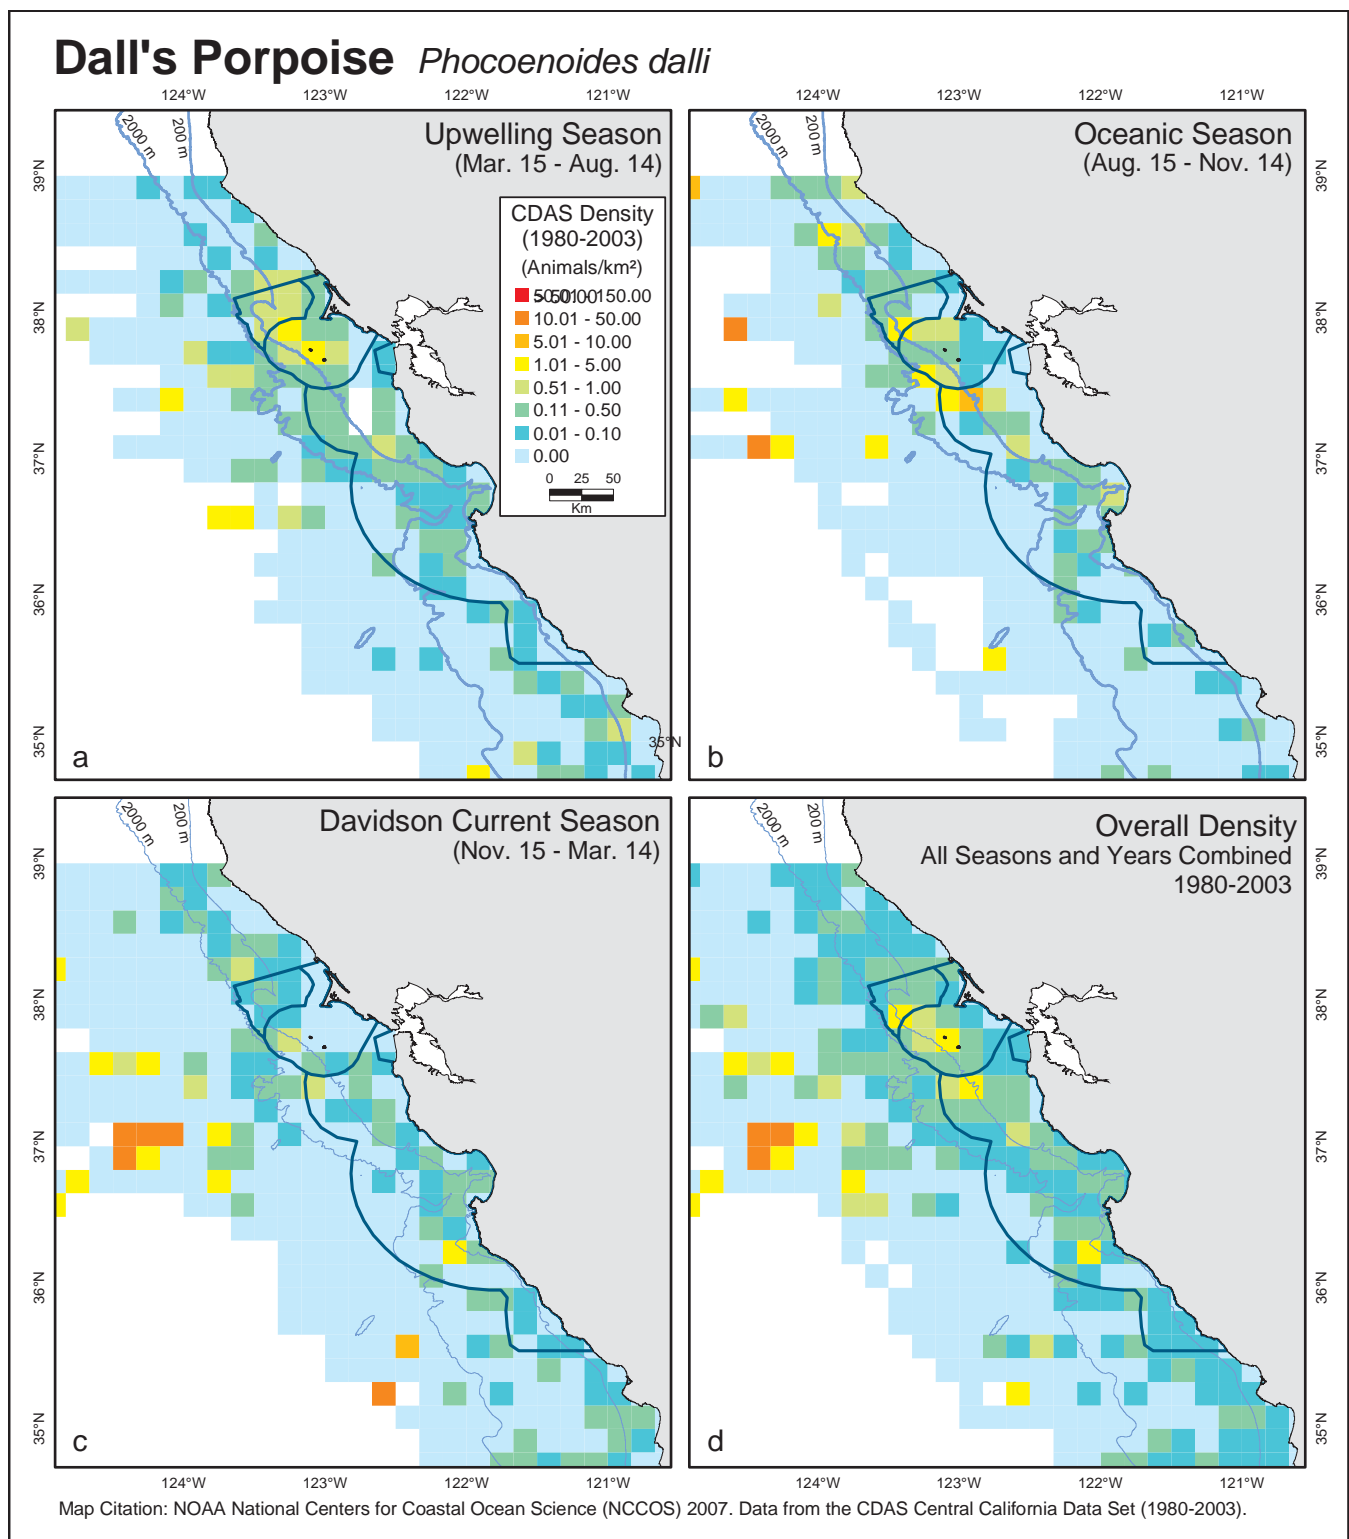 Dall's Porpoise Phocoenoides dalli
124°W 123°W 122°W 121°W 124°W 123°W 122°W 121°W
2000 m 200 m
Upwelling Season
(Mar. 15 - Aug. 14)
39°N
38°N
37°N
36°N
35°N
CDAS Density
(1980-2003)
(Animals/km²)
50.01 - 150.00
10.01 - 50.00
5.01 - 10.00
1.01 - 5.00
0.51 - 1.00
0.11 - 0.50
0.01 - 0.10
0.00
0 25 50
Km
35°N
a
2000 m 200 m
Oceanic Season
(Aug. 15 - Nov. 14)
39°N
38°N
37°N
36°N
35°N
b
2000 m 200 m
Davidson Current Season
(Nov. 15 - Mar. 14)
39°N
38°N
37°N
36°N
35°N
c
2000 m 200 m
Overall Density
All Seasons and Years Combined
1980-2003
39°N
38°N
37°N
36°N
35°N
d
124°W 123°W 122°W 121°W 124°W 123°W 122°W 121°W
Map Citation: NOAA National Centers for Coastal Ocean Science (NCCOS) 2007. Data from the CDAS Central California Data Set (1980-2003).